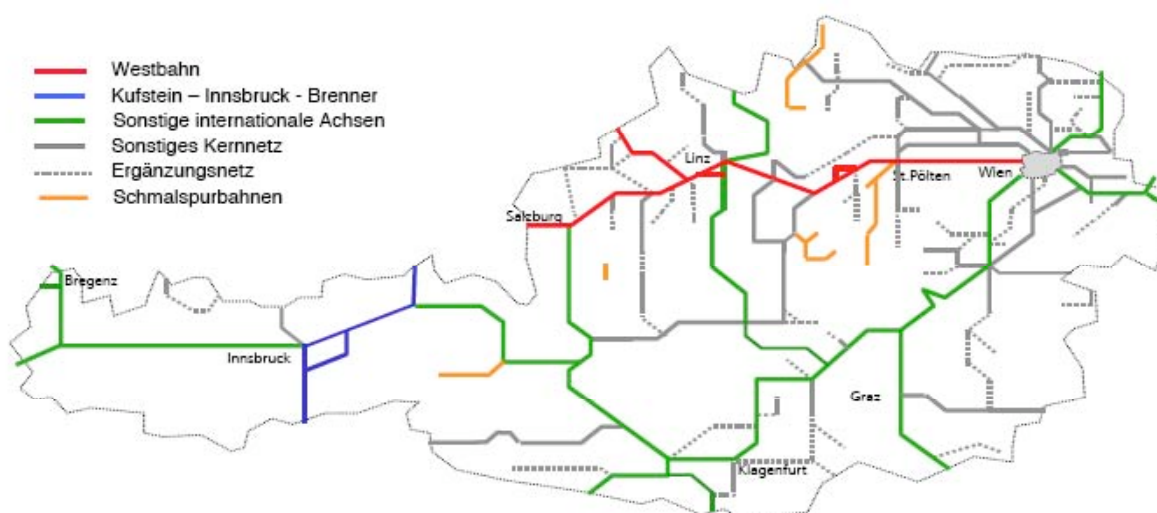 Westbahn
Kufstein – Innsbruck - Brenner
Sonstige internationale Achsen
Sonstiges Kernnetz
Ergänzungsnetz
Schmalspurbahnen
Linz
St.Pölten
Wien
Salzburg
Bregenz
Innsbruck
Graz
Klagenfurt